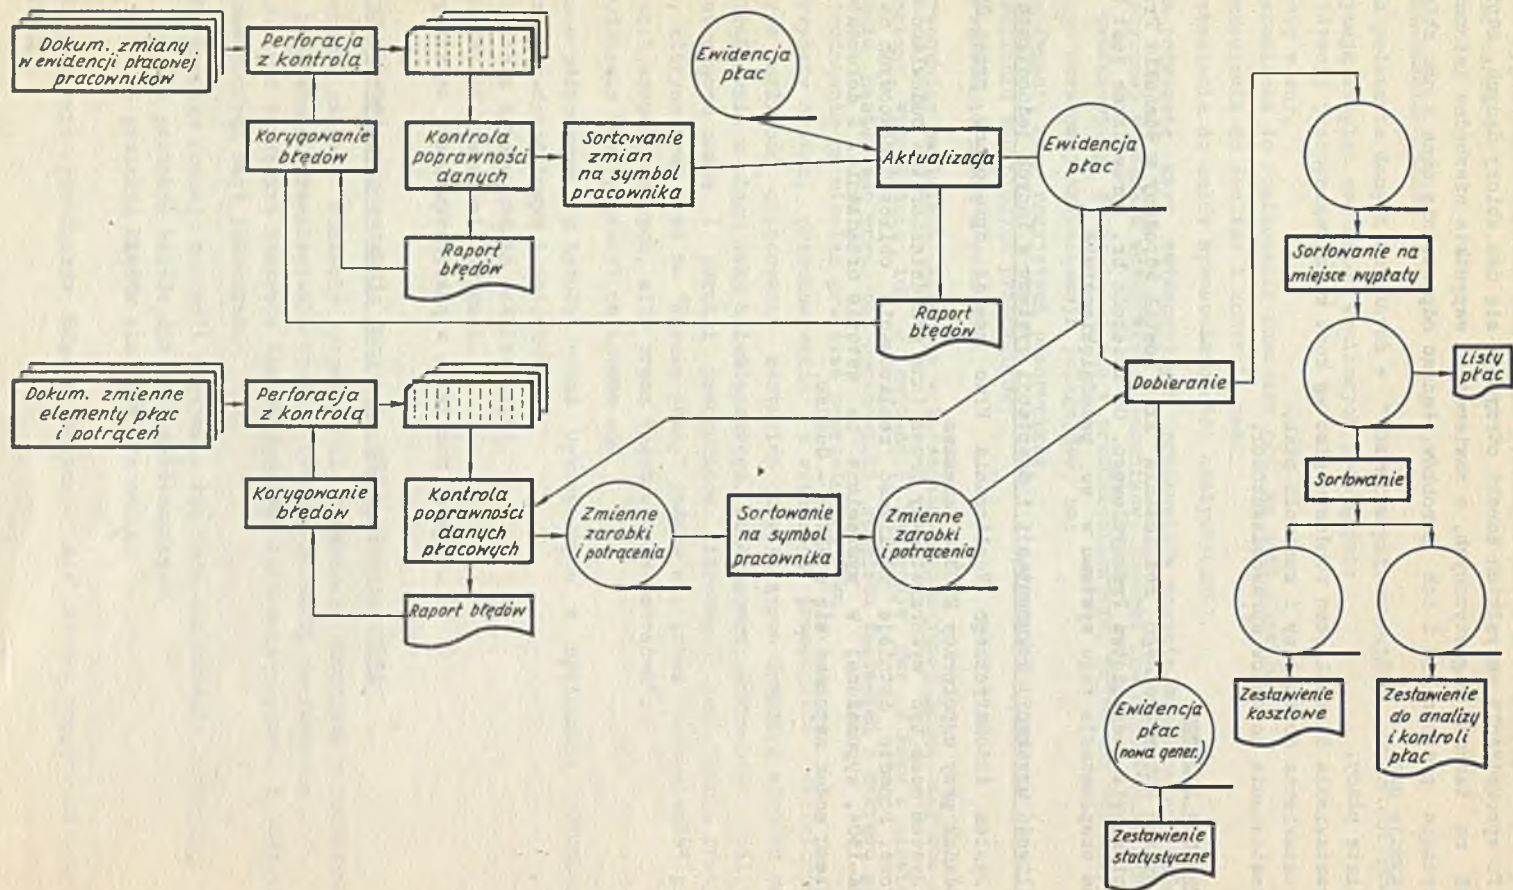 Dokum. zmiany
w ewidencji płacowej
pracowników
Perforacja
z kontrolą
Ewidencja
płac
Korygowanie
błędów
Kontrola
poprawności
danych
Sortowanie
zmian
na symbol
pracownika
Aktualizacja
Ewidencja
płac
Raport
błędów
Sortowanie na
miejsce wypłaty
Raport
błędów
Listy
płac
Dokum. zmienne
elementy płac
i potrąceń
Perforacja
z kontrolą
Dobieranie
Sortowanie
Korygowanie
błędów
Kontrola
poprawności
danych
płacowych
Zmienne
zarobki
i potrącenia
Sortowanie
na symbol
pracownika
Zmienne
zarobki
i potrącenia
Raport błędów
Ewidencja
płac
(nowa gener.)
Zestawienie
kosztowe
Zestawienie
do analizy
i kontroli
płac
Zestawienie
statystyczne